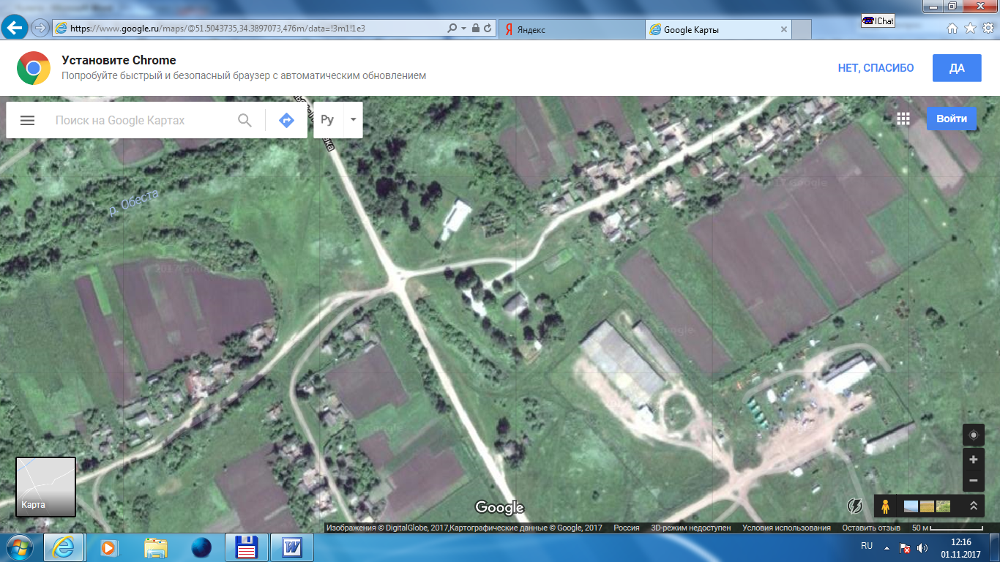 https://www.google.ru/maps/@51.5043735,34.3897073,476m/data=!3m1!1e3
Яндекс
Google Карты
IChat
Установите Chrome
Попробуйте быстрый и безопасный браузер с автоматическим обновлением
НЕТ, СПАСИБО
ДА
Поиск на Google Картах
Ру
Войти
р. Обеста
Карта
Google
Изображения © DigitalGlobe, 2017,Картографические данные © Google, 2017 Россия 3D-режим недоступен Условия использования Оставить отзыв 50 м
RU
12:16
01.11.2017